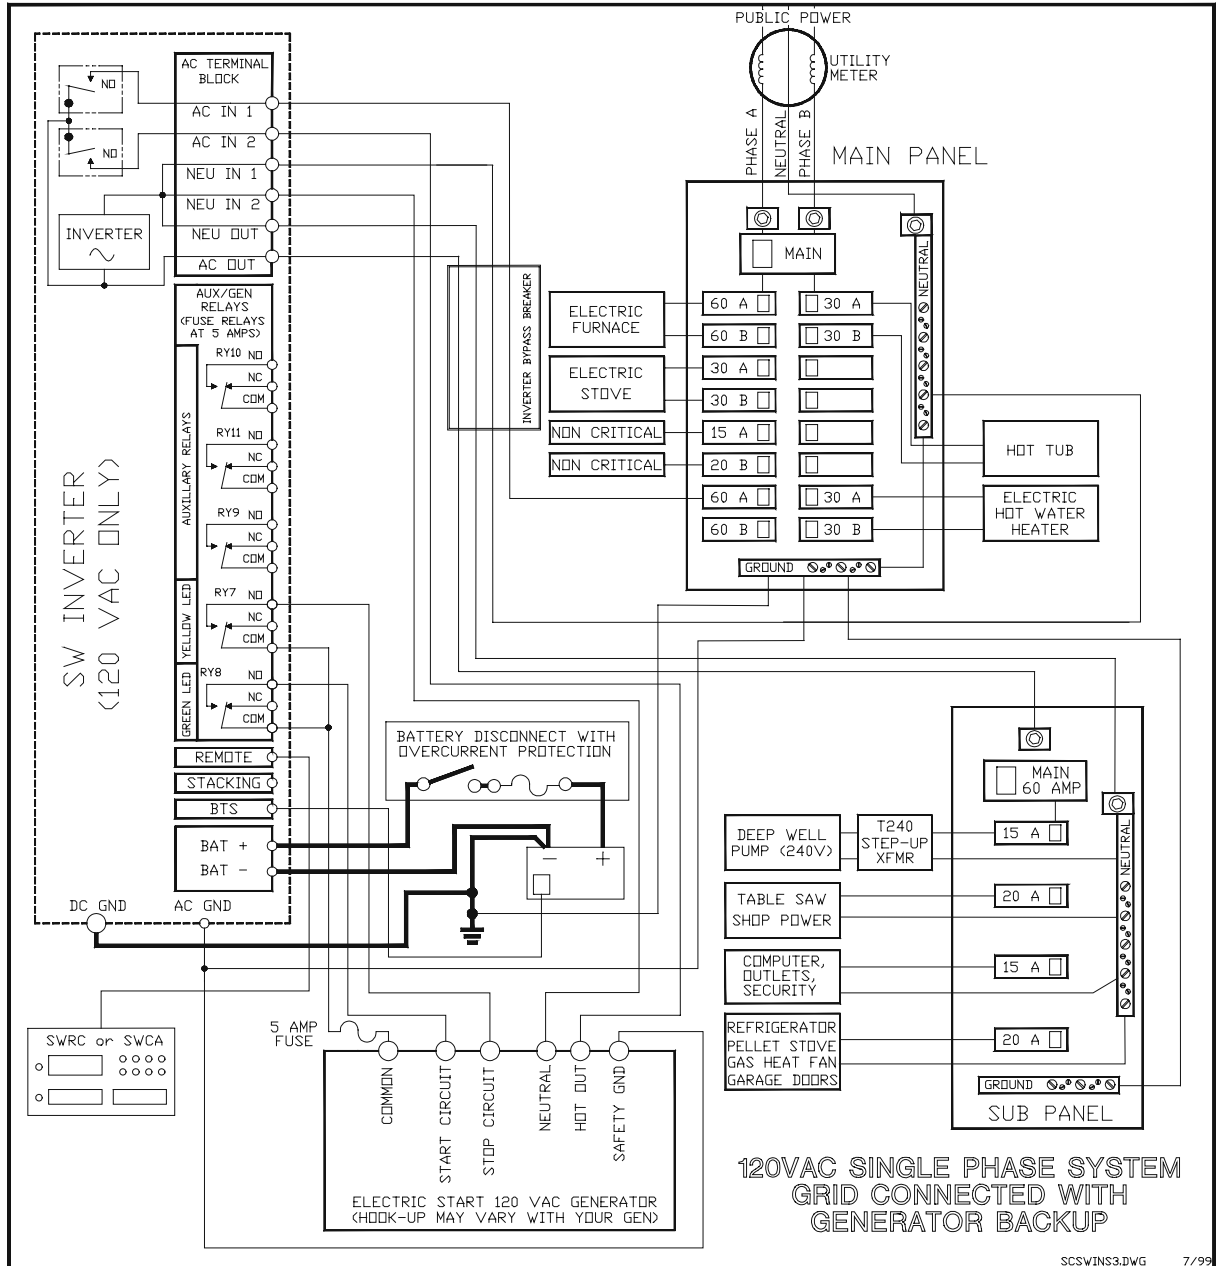 PUBLIC POWER
UTILITY
METER
PHASE A
NEUTRAL
PHASE B
MAIN PANEL
AC TERMINAL
BLOCK
NO
NO
AC IN 1
AC IN 2
NEU IN 1
NEU IN 2
NEU OUT
AC OUT
INVERTER
AUX/GEN
RELAYS
(FUSE RELAYS
AT 5 AMPS)
AUXILLARY RELAYS
RY10 NO
NC
COM
RY11 NO
NC
COM
RY9 NO
NC
COM
YELLOW LED
RY7 NO
NC
COM
GREEN LED
RY8 NO
NC
COM
SW INVERTER
(120 VAC ONLY)
REMOTE
STACKING
BTS
BAT +
BAT -
DC GND
AC GND
INVERTER BYPASS BREAKER
MAIN
NEUTRAL
ELECTRIC
FURNACE
ELECTRIC
STOVE
NON CRITICAL
NON CRITICAL
60 A
60 B
30 A
30 B
15 A
20 B
60 A
60 B
30 A
30 B
30 A
30 B
HOT TUB
ELECTRIC
HOT WATER
HEATER
GROUND
BATTERY DISCONNECT WITH
OVERCURRENT PROTECTION
- +
MAIN
60 AMP
NEUTRAL
DEEP WELL
PUMP (240V)
T240
STEP-UP
XFMR
15 A
TABLE SAW
SHOP POWER
20 A
COMPUTER,
OUTLETS,
SECURITY
15 A
REFRIGERATOR
PELLET STOVE
GAS HEAT FAN
GARAGE DOORS
20 A
GROUND
SUB PANEL
SWRC or SWCA
5 AMP
FUSE
COMMON
START CIRCUIT
STOP CIRCUIT
NEUTRAL
HOT OUT
SAFETY GND
ELECTRIC START 120 VAC GENERATOR
(HOOK-UP MAY VARY WITH YOUR GEN)
120VAC SINGLE PHASE SYSTEM
GRID CONNECTED WITH
GENERATOR BACKUP
SCSWINS3.DWG 7/99